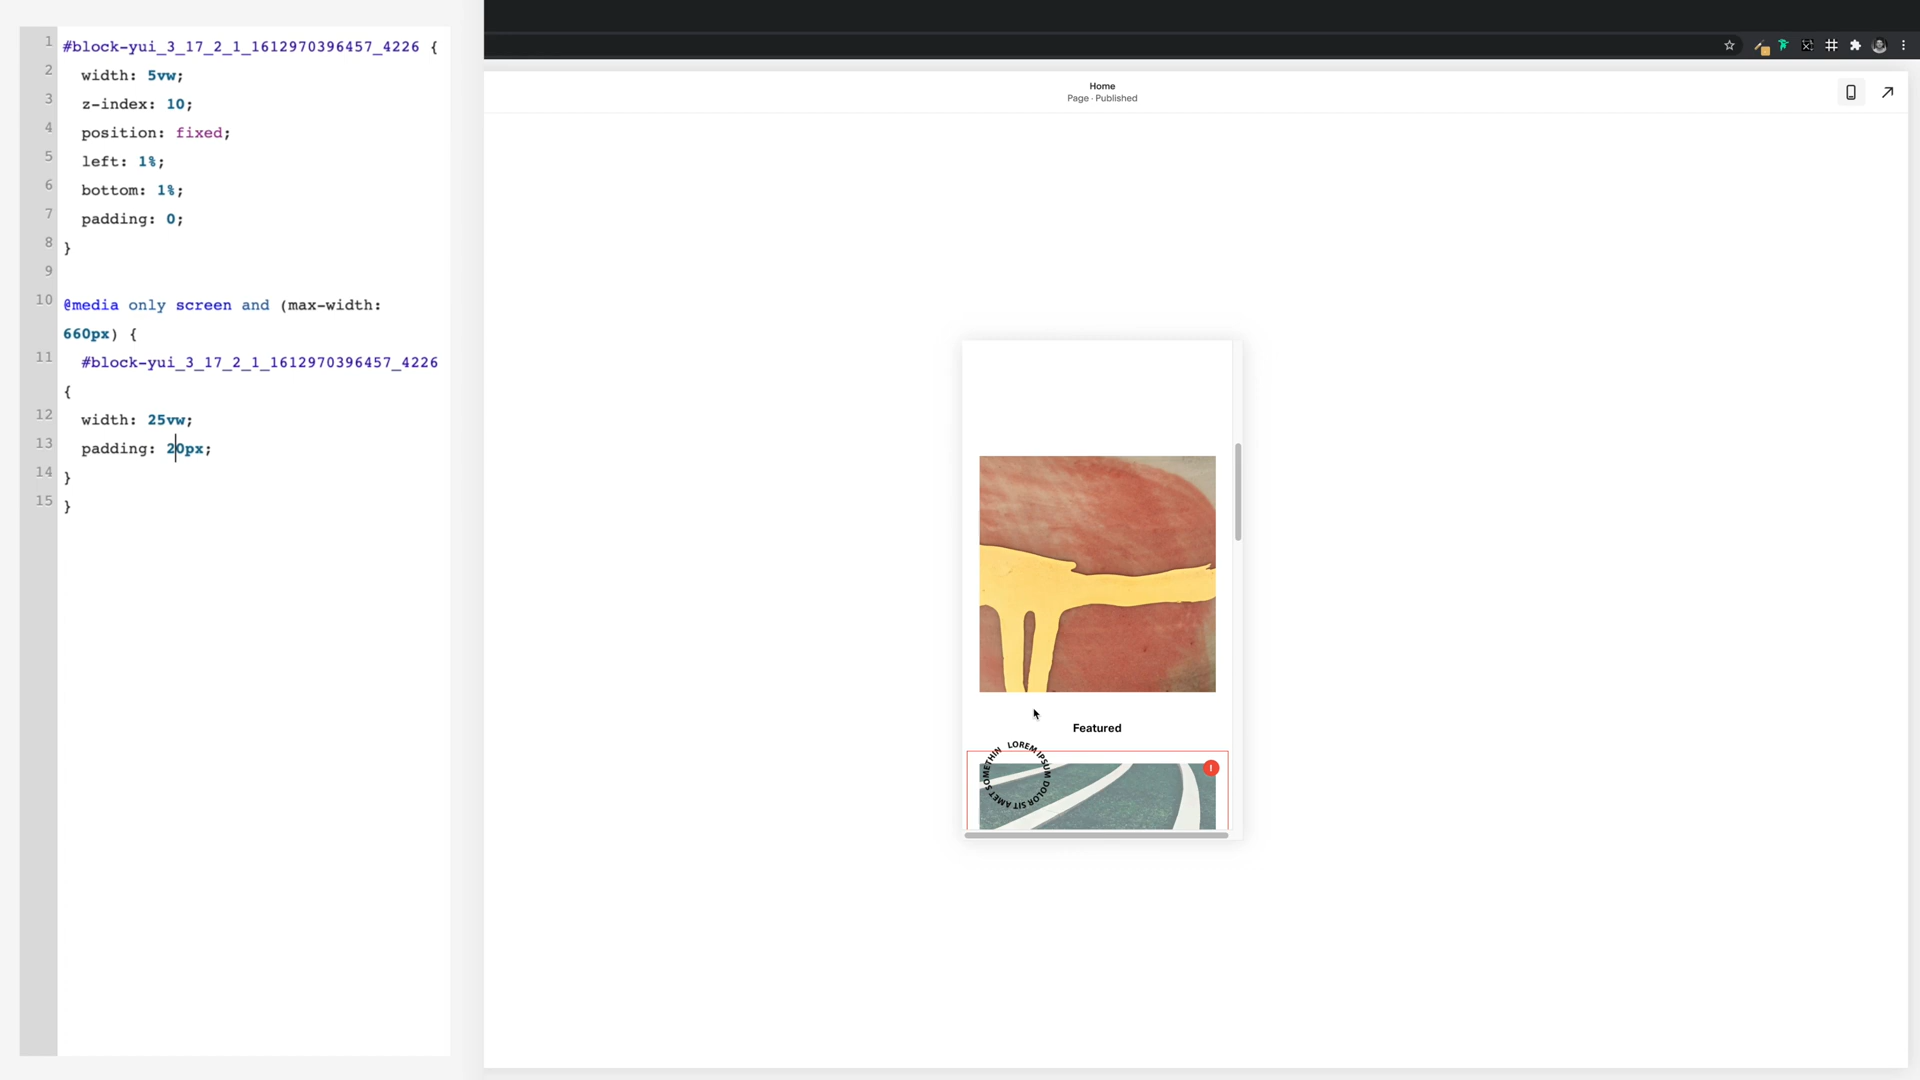 1 #block-yui_3_17_2_1_1612970396457_4226 {
2 width: 5vw;
3 z-index: 10;
4 position: fixed;
5 left: 1%;
6 bottom: 1%;
7 padding: 0;
8 }
9
10 @media only screen and (max-width:
660px) {
11 #block-yui_3_17_2_1_1612970396457_4226
{
12 width: 25vw;
13 padding: 20px;
14 }
15 }
Home
Page · Published
Featured
LOREM IPSUM DOLOR SIT AMET SOMETHIN